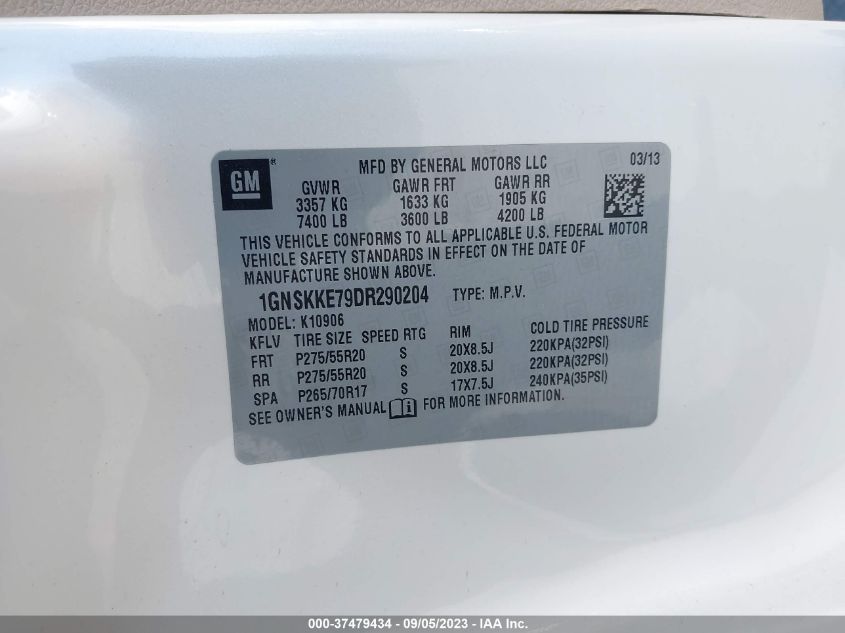 GM ® MFD BY GENERAL MOTORS LLC 03/13
GVWR GAWR FRT GAWR RR
3357 KG 1633 KG 1905 KG
7400 LB 3600 LB 4200 LB
THIS VEHICLE CONFORMS TO ALL APPLICABLE U.S. FEDERAL MOTOR
VEHICLE SAFETY STANDARDS IN EFFECT ON THE DATE OF
MANUFACTURE SHOWN ABOVE.
1GNSKKE79DR290204 TYPE: M.P.V.
MODEL: K10906
KFLV TIRE SIZE SPEED RTG RIM COLD TIRE PRESSURE
FRT P275/55R20 S 20X8.5J 220KPA(32PSI)
RR P275/55R20 S 20X8.5J 220KPA(32PSI)
SPA P265/70R17 S 17X7.5J 240KPA(35PSI)
SEE OWNER'S MANUAL i FOR MORE INFORMATION.
000-37479434 - 09/05/2023 - IAA Inc.